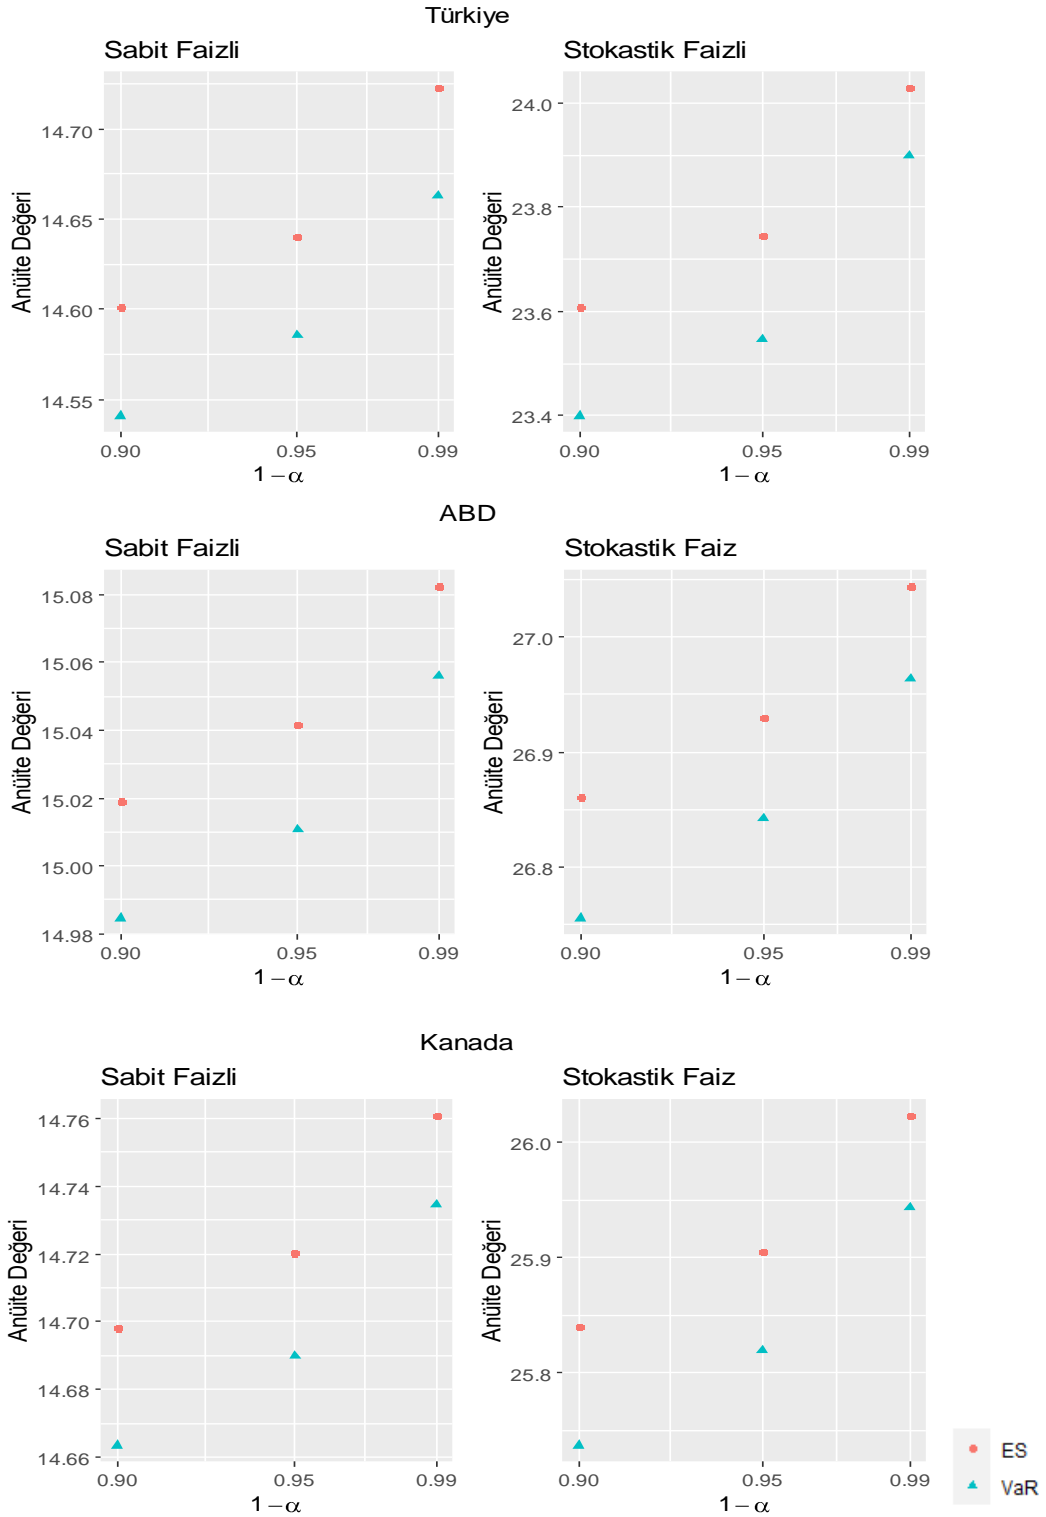 Türkiye
Sabit Faizli
Stokastik Faizli
Anüite Değeri
14.70
14.65
14.60
14.55
0.90
0.95
0.99
1−α
Anüite Değeri
24.0
23.8
23.6
23.4
0.90
0.95
0.99
1−α
ABD
Sabit Faizli
Stokastik Faiz
Anüite Değeri
15.08
15.06
15.04
15.02
15.00
14.98
0.90
0.95
0.99
1−α
Anüite Değeri
27.0
26.9
26.8
0.90
0.95
0.99
1−α
Kanada
Sabit Faizli
Stokastik Faiz
Anüite Değeri
14.76
14.74
14.72
14.70
14.68
14.66
0.90
0.95
0.99
1−α
Anüite Değeri
26.0
25.9
25.8
0.90
0.95
0.99
1−α
ES
VaR